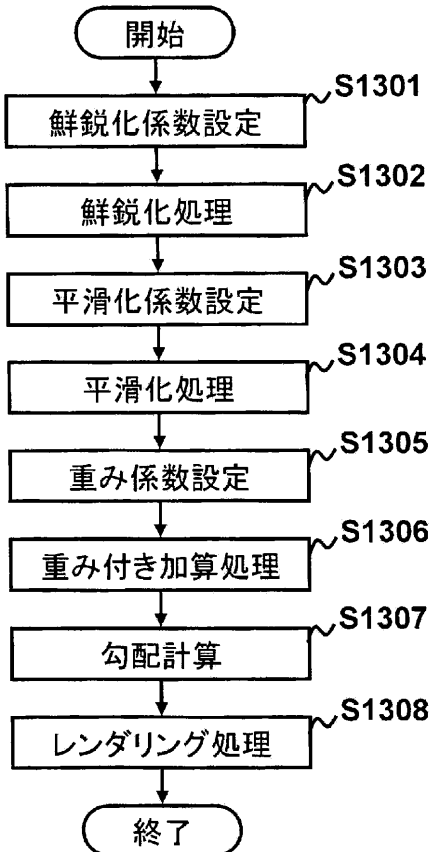 開始
S1301
鮮鋭化係数設定
S1302
鮮鋭化処理
S1303
平滑化係数設定
S1304
平滑化処理
S1305
重み係数設定
S1306
重み付き加算処理
S1307
勾配計算
S1308
レンダリング処理
終了